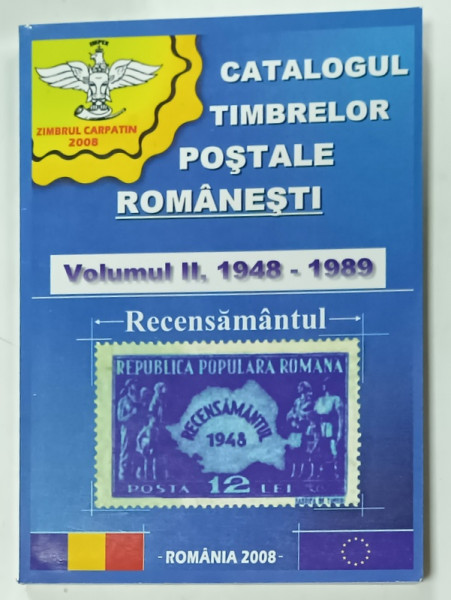 IMPEX
ZIMBRUL CARPATIN
2008
CATALOGUL
TIMBRELOR
POŞTALE
ROMÂNEŞTI
Volumul II. 1948 - 1989
Recensământul
REPUBLICA POPULARA ROMANA
RECENSĂMÂNTUL
1948
POSTA 12 LEI
-ROMÂNIA 2008-